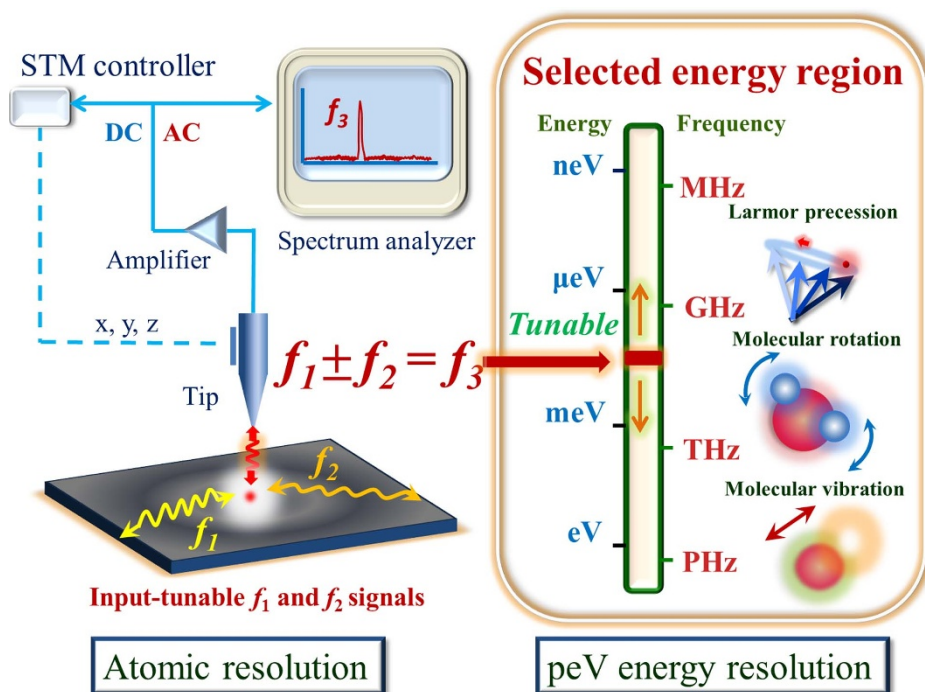 STM controller
DC AC
f3
Spectrum analyzer
Amplifier
x, y, z
Tip
f1 ± f2 = f3
f1
f2
Input-tunable f1 and f2 signals
Atomic resolution
Selected energy region
Energy Frequency
neV
MHz
Larmor precession
µeV
GHz
Tunable
Molecular rotation
meV
THz
Molecular vibration
eV
PHz
peV energy resolution